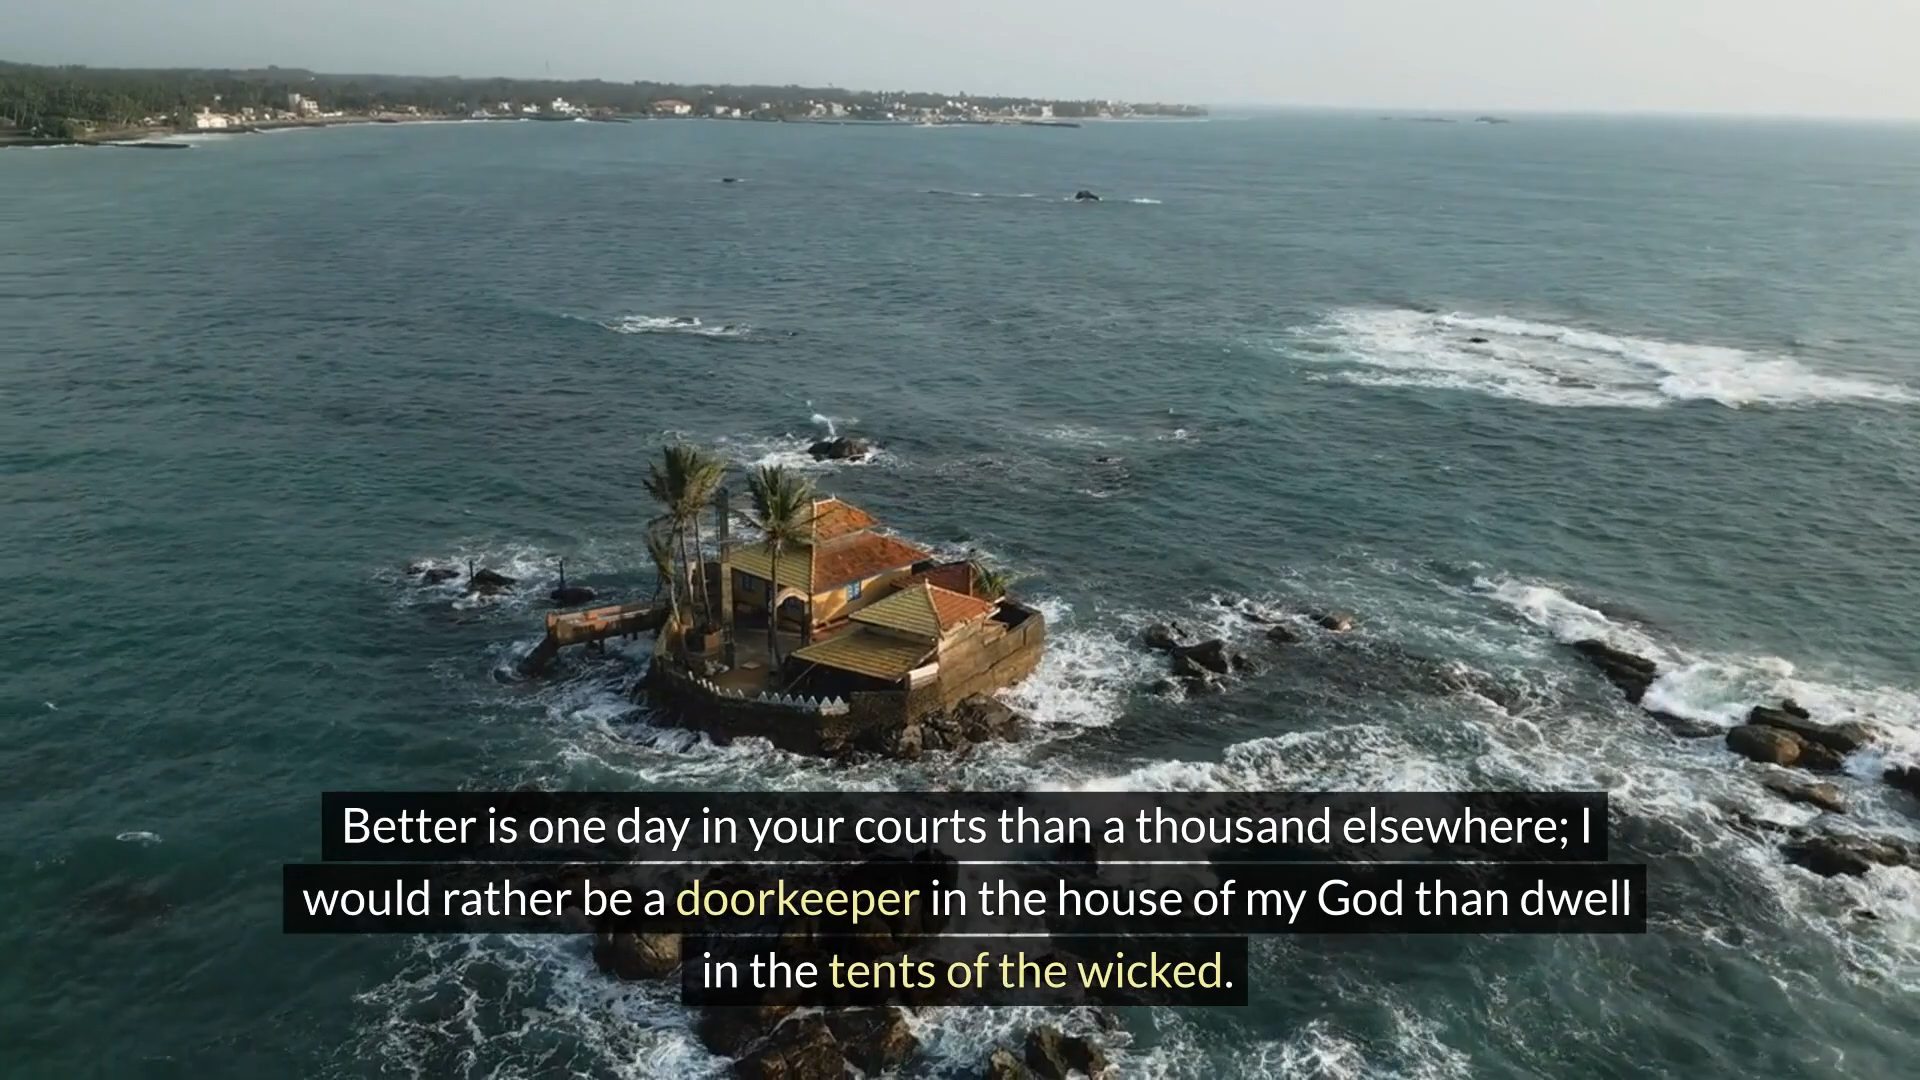 Better is one day in your courts than a thousand elsewhere; I
would rather be a doorkeeper in the house of my God than dwell
in the tents of the wicked.